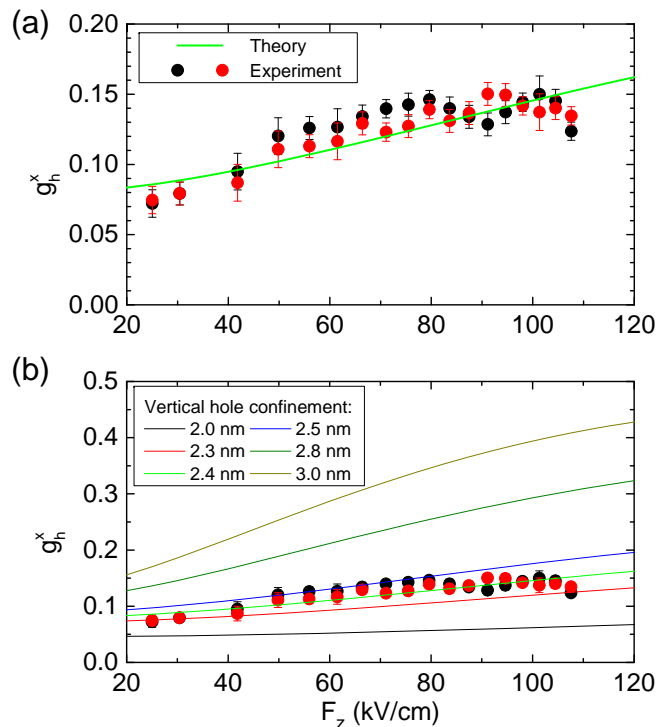 (a)
0.20
0.15
0.10
0.05
0.00
g_h^x
Theory
Experiment
20 40 60 80 100 120
(b)
0.5
0.4
0.3
0.2
0.1
0.0
g_h^x
Vertical hole confinement:
2.0 nm 2.5 nm
2.3 nm 2.8 nm
2.4 nm 3.0 nm
20 40 60 80 100 120
F_z (kV/cm)